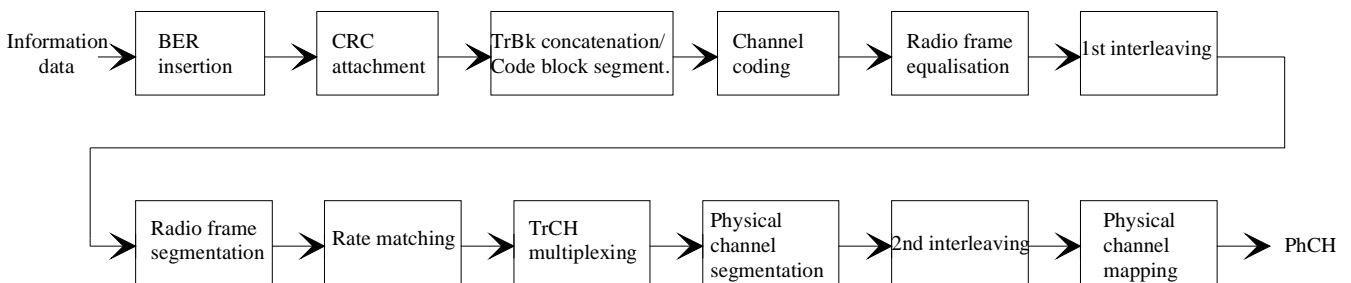 Information
data
BER
insertion
CRC
attachment
TrBk concatenation/
Code block segment.
Channel
coding
Radio frame
equalisation
1st interleaving
Radio frame
segmentation
Rate matching
TrCH
multiplexing
Physical
channel
segmentation
2nd interleaving
Physical
channel
mapping
PhCH